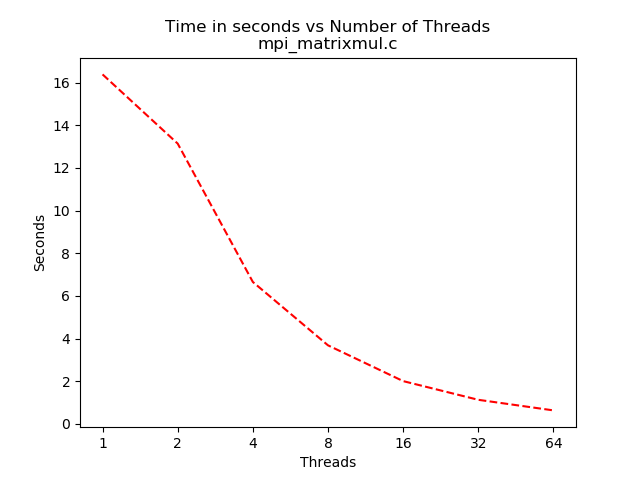 Time in seconds vs Number of Threads
mpi_matrixmul.c
16
14
12
10
8
6
4
2
0
Seconds
1 2 4 8 16 32 64
Threads